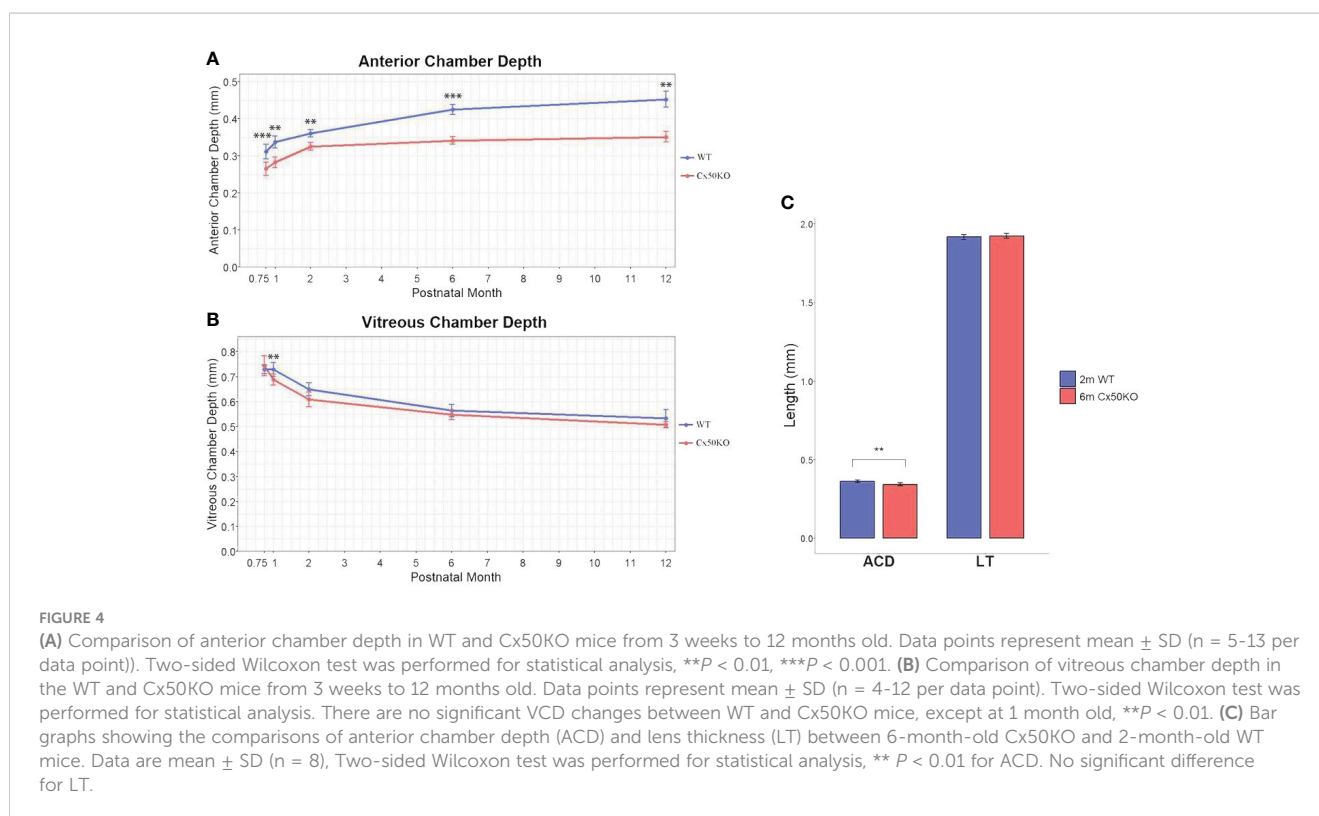 A
Anterior Chamber Depth
Anterior Chamber Depth (mm)
0.5
0.4
0.3
0.2
0.1
0.0
***
**
**
***
**
0.75 1 2 3 4 5 6 7 8 9 10 11 12
Postnatal Month
WT
Cx50KO
B
Vitreous Chamber Depth
Vitreous Chamber Depth (mm)
0.8
0.7
0.6
0.5
0.4
0.3
0.2
0.1
0.0
**
0.75 1 2 3 4 5 6 7 8 9 10 11 12
Postnatal Month
WT
Cx50KO
C
Length (mm)
2.0
1.5
1.0
0.5
0.0
**
ACD LT
2m WT
6m Cx50KO
FIGURE 4
(A) Comparison of anterior chamber depth in WT and Cx50KO mice from 3 weeks to 12 months old. Data points represent mean ± SD (n = 5-13 per
data point)). Two-sided Wilcoxon test was performed for statistical analysis, **P < 0.01, ***P < 0.001. (B) Comparison of vitreous chamber depth in
the WT and Cx50KO mice from 3 weeks to 12 months old. Data points represent mean ± SD (n = 4-12 per data point). Two-sided Wilcoxon test was
performed for statistical analysis. There are no significant VCD changes between WT and Cx50KO mice, except at 1 month old, **P < 0.01. (C) Bar
graphs showing the comparisons of anterior chamber depth (ACD) and lens thickness (LT) between 6-month-old Cx50KO and 2-month-old WT
mice. Data are mean ± SD (n = 8), Two-sided Wilcoxon test was performed for statistical analysis, ** P < 0.01 for ACD. No significant difference
for LT.